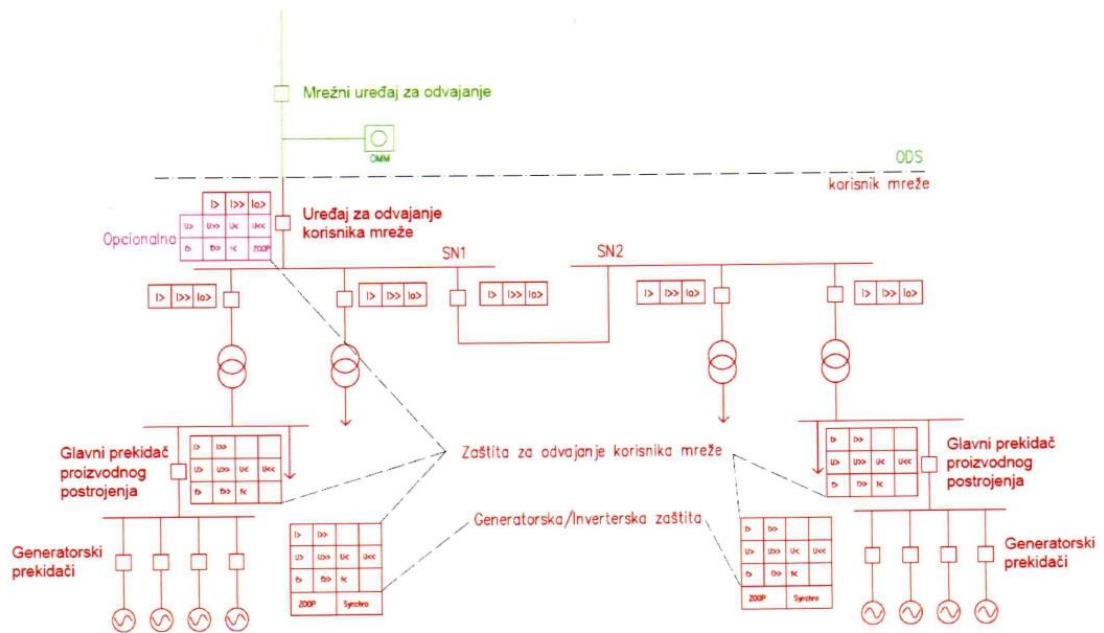 Mrežni uređaj za odvajanje
OMM
ODS
korisnik mreže
I> I>> Io>
U> U>> U< U<<
f> f>> f< ZOOP
Opcionalno
Uređaj za odvajanje
korisnika mreže
SN1
SN2
I> I>> Io>
I> I>> Io>
I> I>> Io>
I> I>> Io>
I> I>> Io>
Glavni prekidač
proizvodnog
postrojenja
I> I>>
U> U>> U< U<<
f> f>> f<
Zaštita za odvajanje korisnika mreže
I> I>>
U> U>> U< U<<
f> f>> f<
Glavni prekidač
proizvodnog
postrojenja
Generatorski
prekidači
I> I>>
U> U>> U< U<<
f> f>> f<
ZOOP Synchro
Generatorska/Inverterska zaštita
I> I>>
U> U>> U< U<<
f> f>> f<
ZOOP Synchro
Generatorski
prekidači